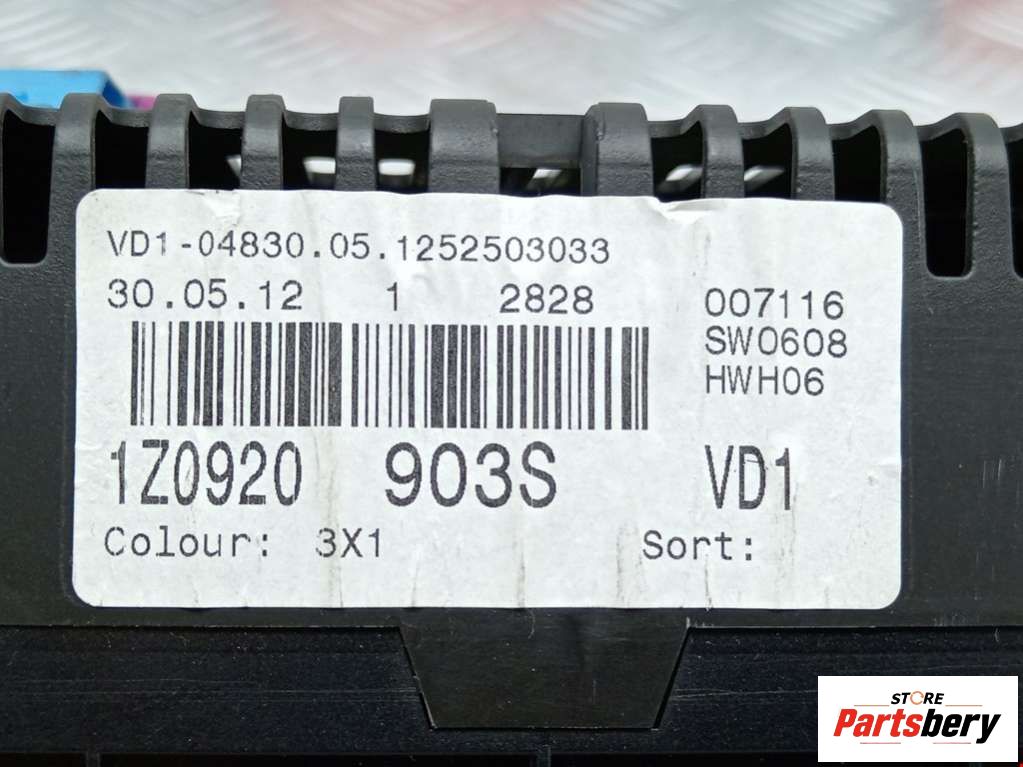 VD1-04830.05.1252503033
30.05.12 1 2828 007116
SW0608
HWH06
1Z0920 903S VD1
Colour: 3X1 Sort:
STORE
Partsbery